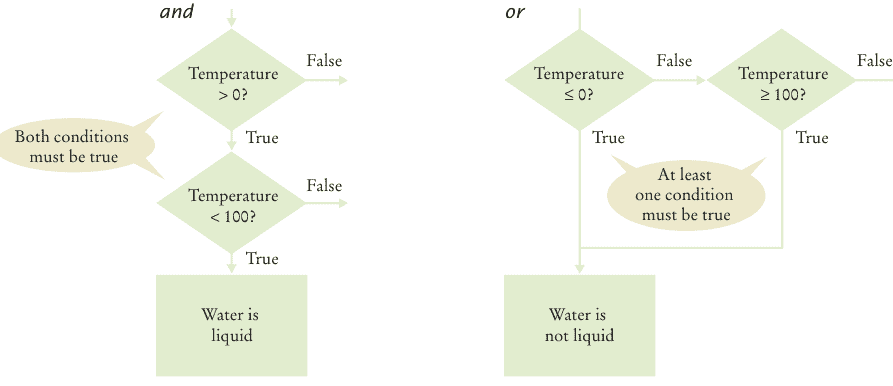 and
False
Temperature
> 0?
True
Both conditions
must be true
False
Temperature
< 100?
True
Water is
liquid
or
False
Temperature
≤ 0?
False
Temperature
≥ 100?
True
True
At least
one condition
must be true
Water is
not liquid